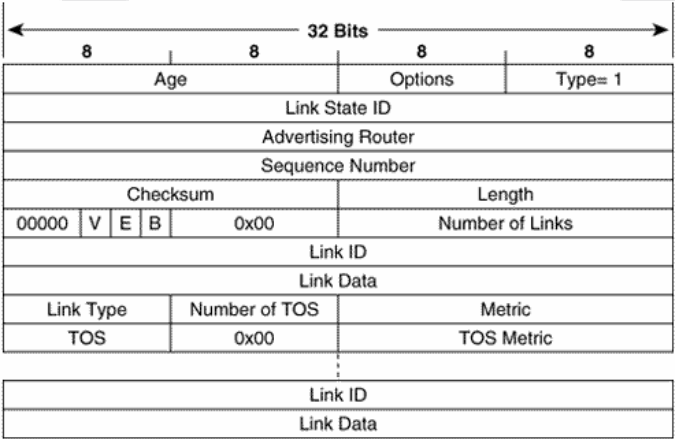 32 Bits
8 8 8 8
Age Options Type= 1
Link State ID
Advertising Router
Sequence Number
Checksum Length
00000 V E B 0x00 Number of Links
Link ID
Link Data
Link Type Number of TOS Metric
TOS 0x00 TOS Metric
Link ID
Link Data